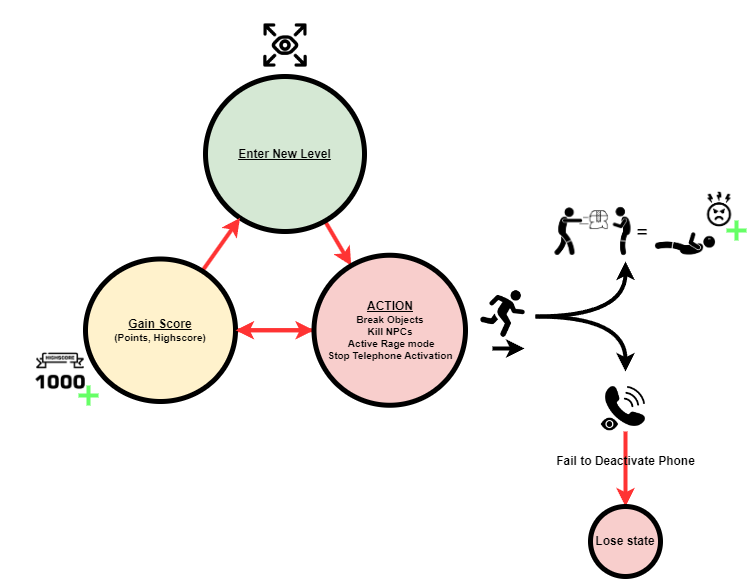 Enter New Level
Gain Score
(Points, Highscore)
ACTION
Break Objects
Kill NPCs
Active Rage mode
Stop Telephone Activation
=
HIGHSCORE
1000
Fail to Deactivate Phone
Lose state